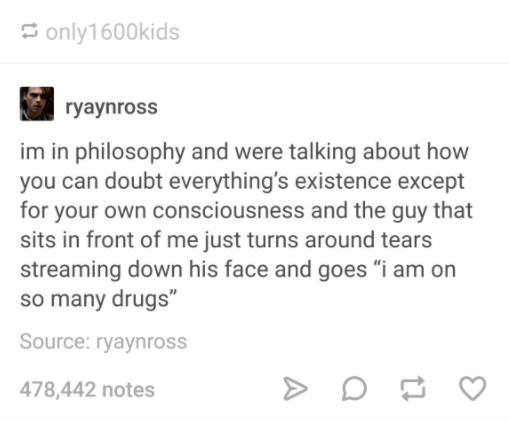 only1600kids
ryaynross
im in philosophy and were talking about how
you can doubt everything's existence except
for your own consciousness and the guy that
sits in front of me just turns around tears
streaming down his face and goes “i am on
so many drugs”
Source: ryaynross
478,442 notes